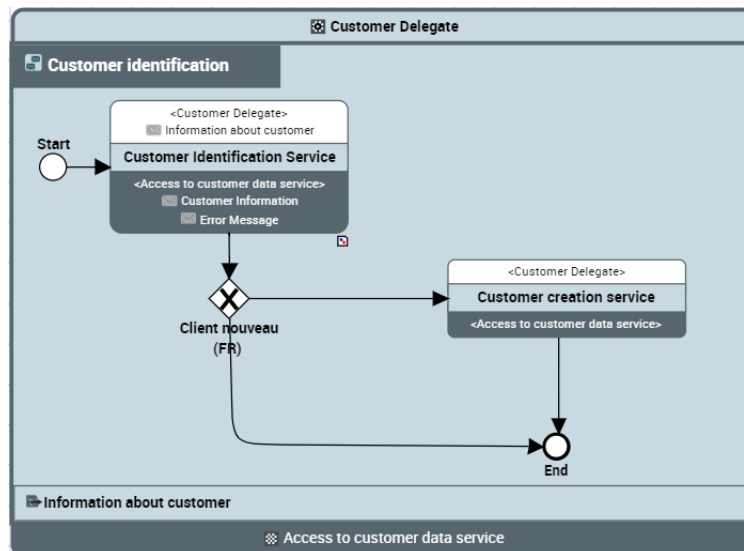 Customer Delegate
Customer identification
<Customer Delegate>
Information about customer
Start
Customer Identification Service
<Access to customer data service>
Customer Information
Error Message
<Customer Delegate>
Customer creation service
<Access to customer data service>
Client nouveau
(FR)
End
Information about customer
Access to customer data service